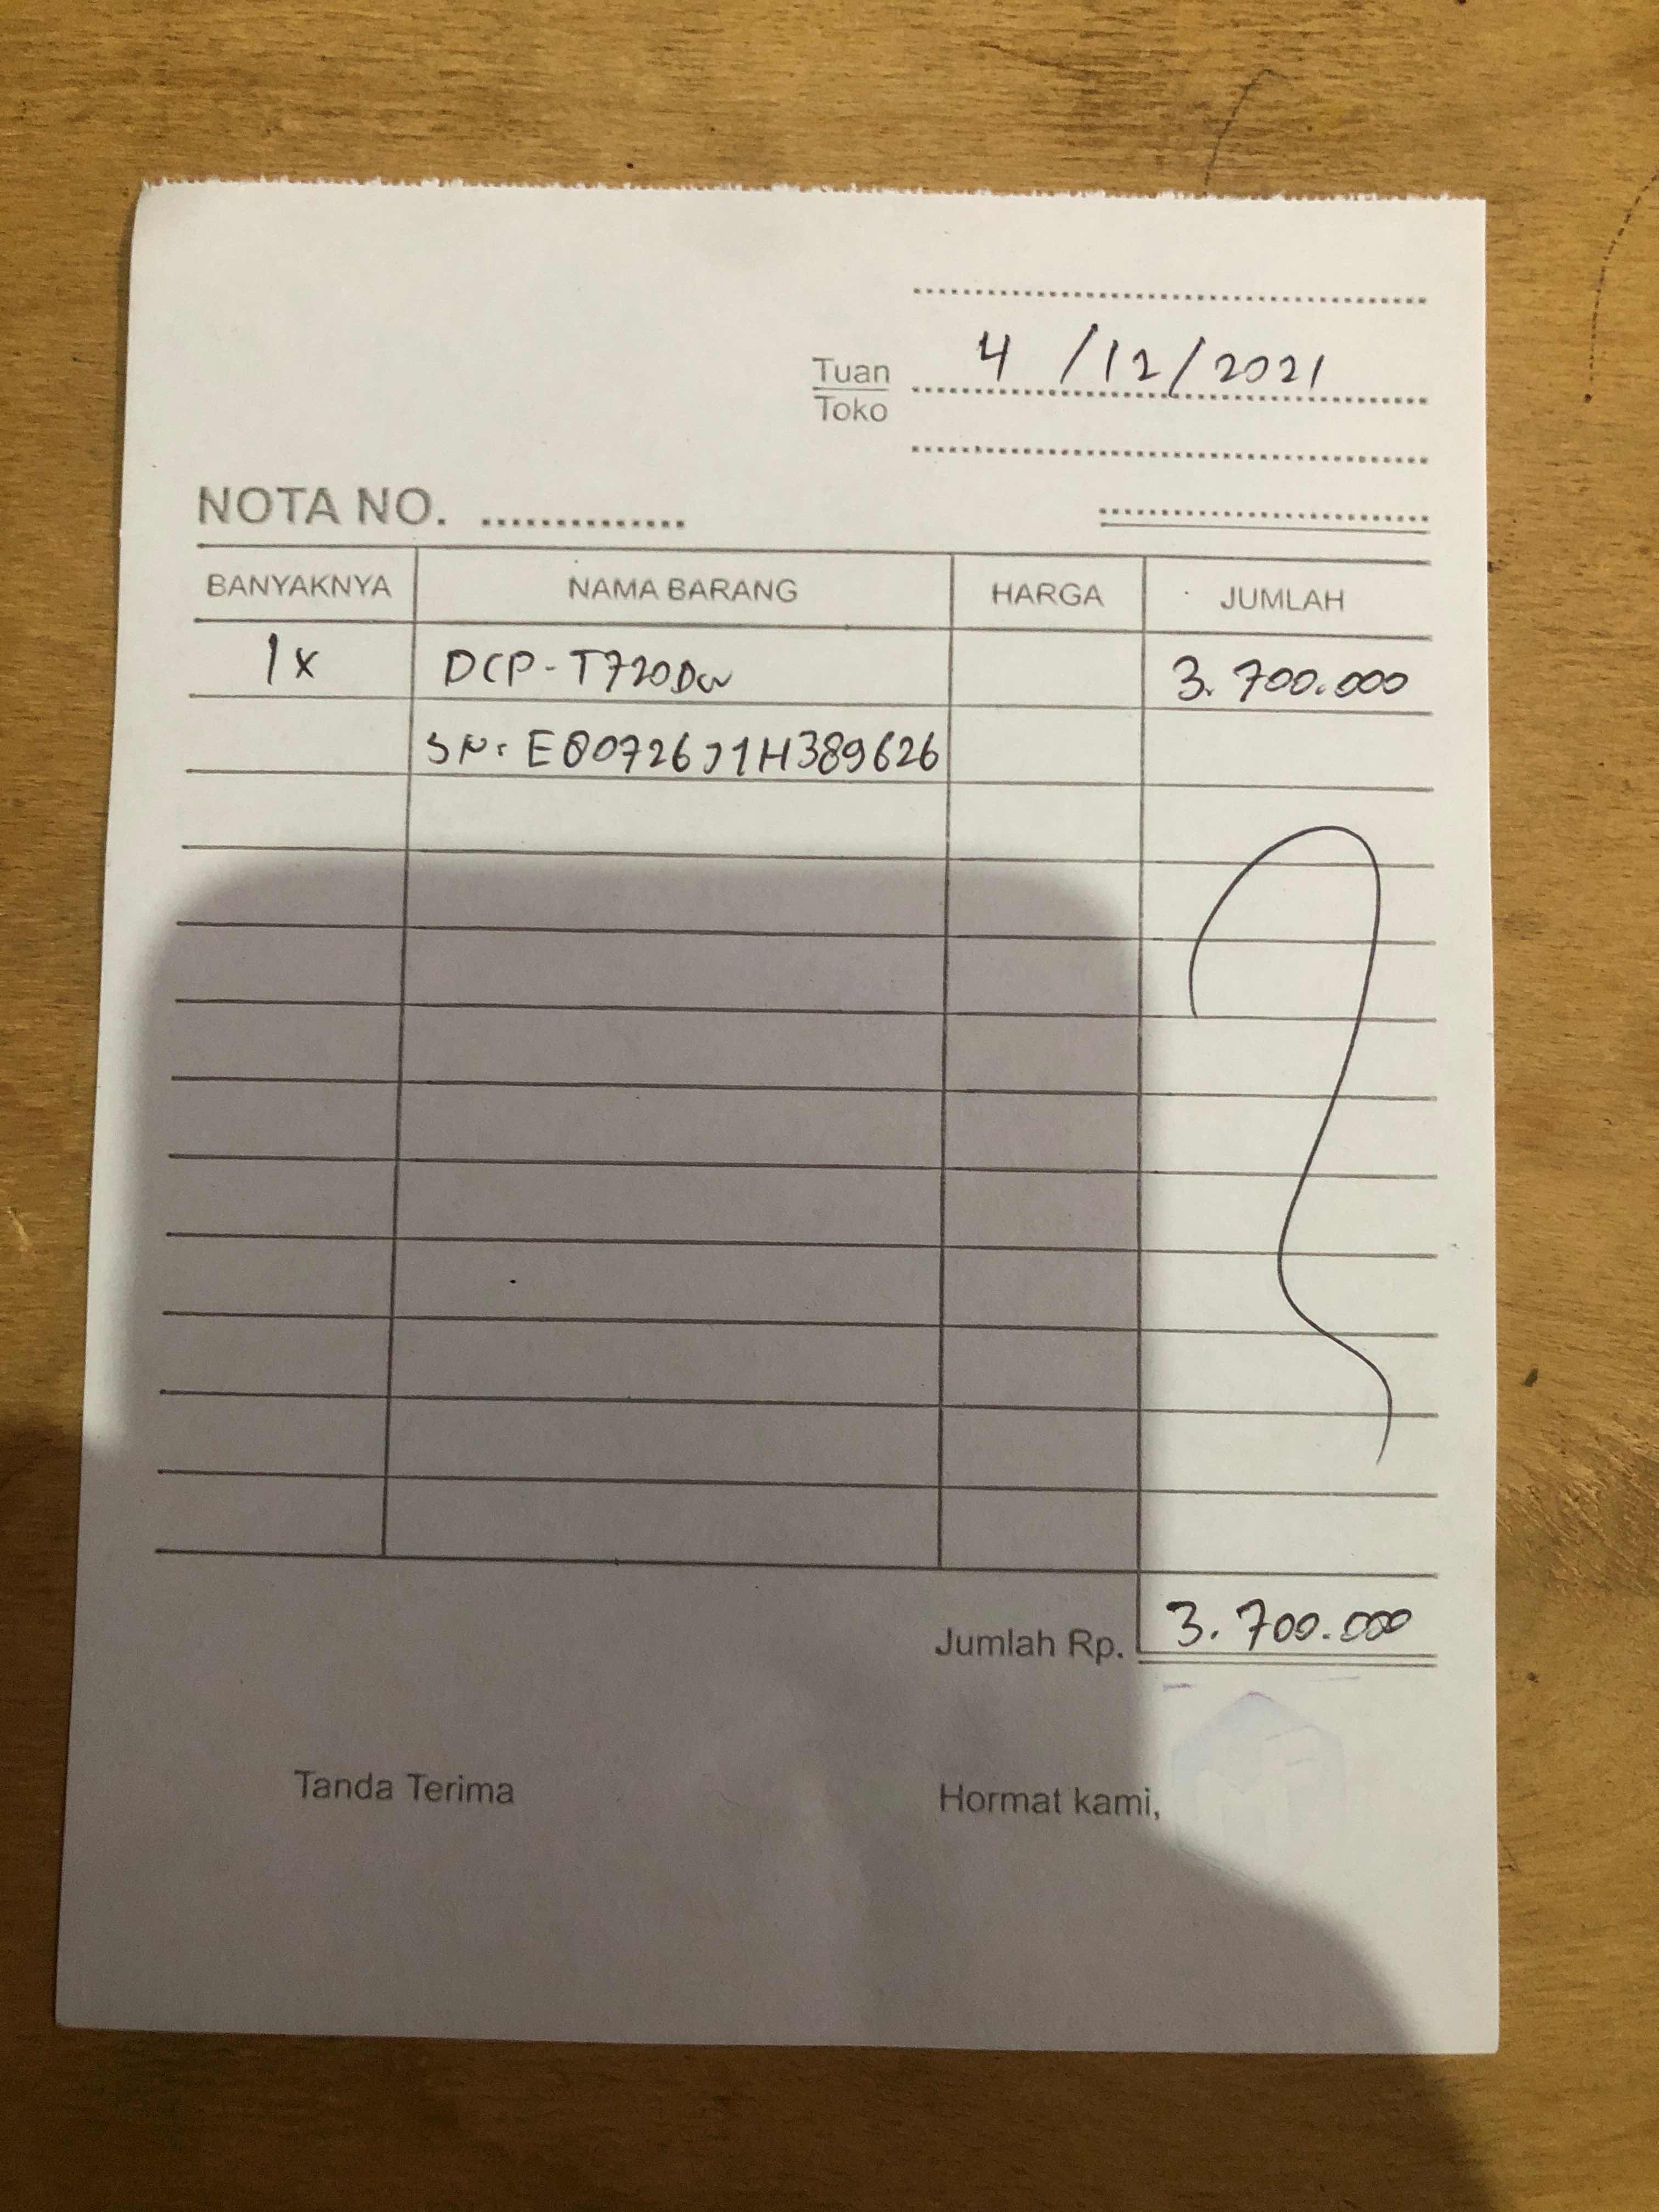 4/12/2021
Tuan
Toko
NOTA NO.
BANYAKNYA NAMA BARANG HARGA JUMLAH
1x DCP-T720DW 3.700.000
SN: E80726J1H389626
Jumlah Rp. 3.700.000
Tanda Terima Hormat kami,